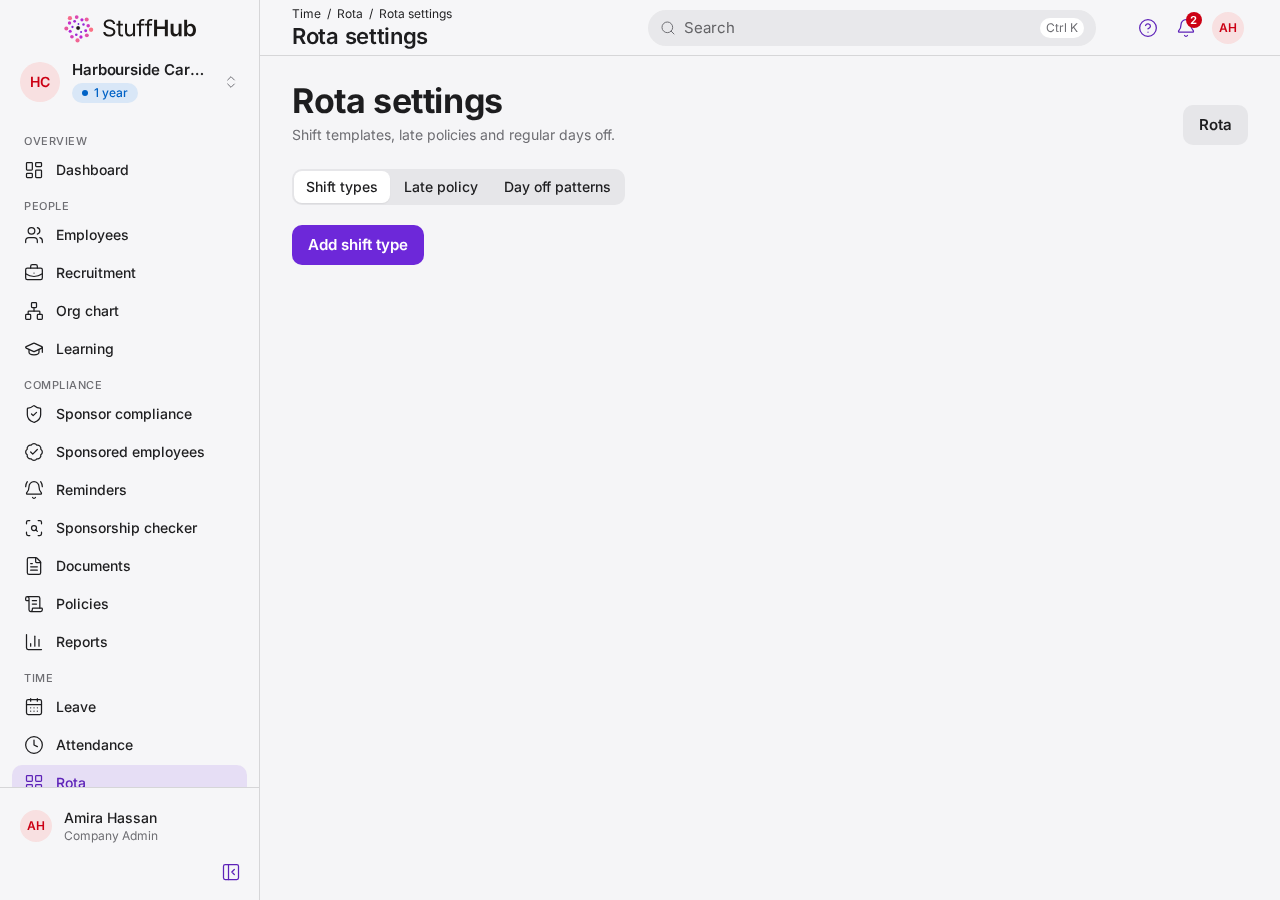 StuffHub
HC
Harbourside Car...
1 year
OVERVIEW
Dashboard
PEOPLE
Employees
Recruitment
Org chart
Learning
COMPLIANCE
Sponsor compliance
Sponsored employees
Reminders
Sponsorship checker
Documents
Policies
Reports
TIME
Leave
Attendance
Rota
AH
Amira Hassan
Company Admin
Time / Rota / Rota settings
Rota settings
Search
Ctrl K
2
AH
Rota settings
Shift templates, late policies and regular days off.
Rota
Shift types
Late policy
Day off patterns
Add shift type